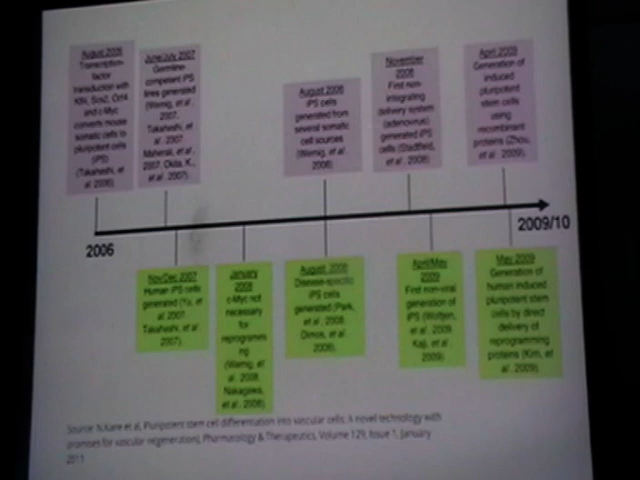 August 2006
Transcription-
factor
transduction with
Klf4, Sox2, Oct4
and c-Myc
converts mouse
somatic cells to
pluripotent cells
(iPS)
(Takahashi, et
al. 2006).
June/July 2007
Germline-
competent iPS
lines generated
(Wernig, et al.
2007,
Takahashi, et
al. 2007,
Maherali, et al.
2007, Okita, K.,
et al. 2007).
August 2008
iPS cells
generated from
several somatic
cell sources
(Wernig, et al.
2008)
November
2008
First non-
integrating
delivery system
(adenovirus)
generated iPS
cells (Stadtfeld,
et al. 2008)
April 2009
Generation of
induced
pluripotent
stem cells
using
recombinant
proteins (Zhou,
et al. 2009).
2006
2009/10
Nov/Dec 2007
Human iPS cells
generated (Yu, et
al. 2007,
Takahashi, et al.
2007).
January
2008
c-Myc not
necessary
for
reprogrammi
ng
(Wernig, et
al. 2008,
Nakagawa,
et al. 2008)
August 2008
Disease-specific
iPS cells
generated (Park,
et al. 2008,
Dimos, et al.
2008).
April/May
2009
First non-viral
generation of
iPS (Woltjen,
et al. 2009,
Kaji, et al.
2009)
May 2009
Generation of
human induced
pluripotent stem
cells by direct
delivery of
reprogramming
proteins (Kim, et
al. 2009).
Source: N.Kane et al, Pluripotent stem cell differentiation into vascular cells: A novel technology with
promises for vascular re(generation), Pharmacology & Therapeutics, Volume 129, Issue 1, January
2011